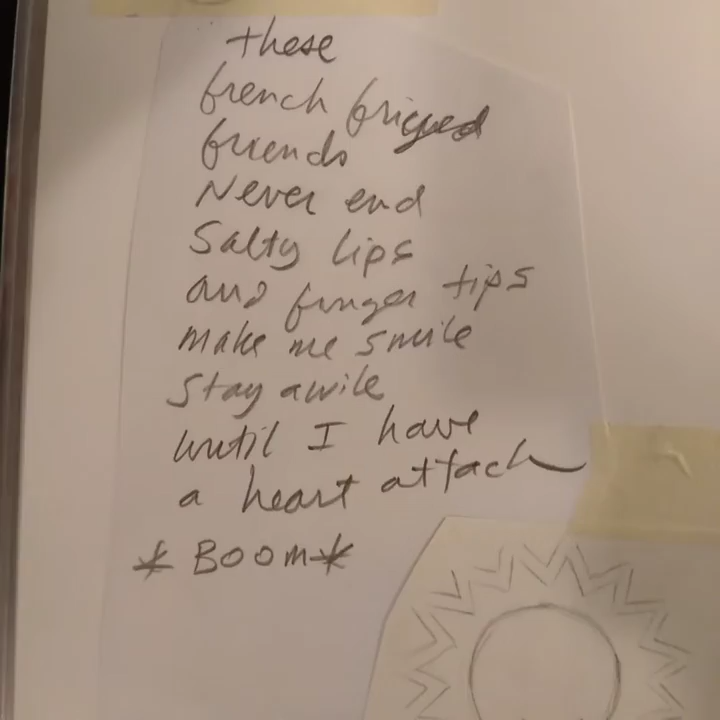 these
french frigged
friends
Never end
Salty lips
and finger tips
make me smile
Stay awile
until I have
a heart attack
*BOOM*